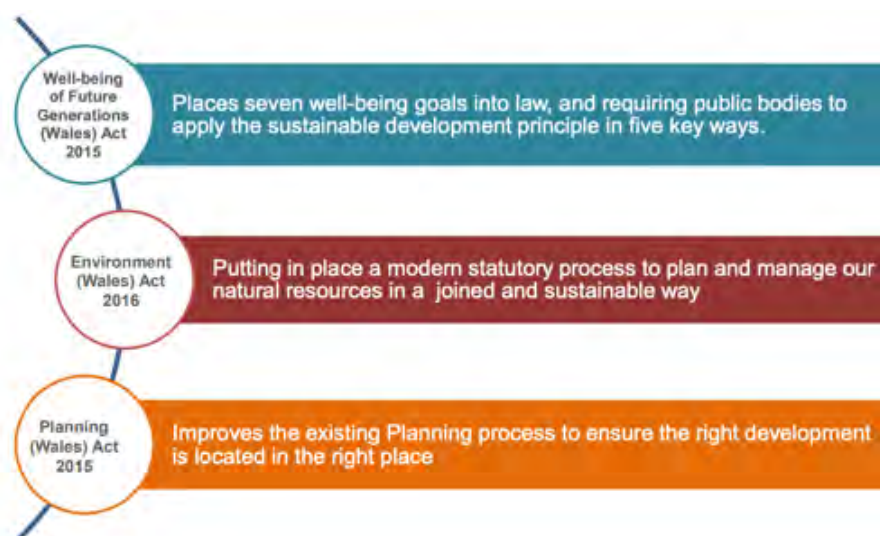 Well-being
of Future
Generations
(Wales) Act
2015
Places seven well-being goals into law, and requiring public bodies to
apply the sustainable development principle in five key ways.
Environment
(Wales) Act
2016
Putting in place a modern statutory process to plan and manage our
natural resources in a joined and sustainable way
Planning
(Wales) Act
2015
Improves the existing Planning process to ensure the right development
is located in the right place